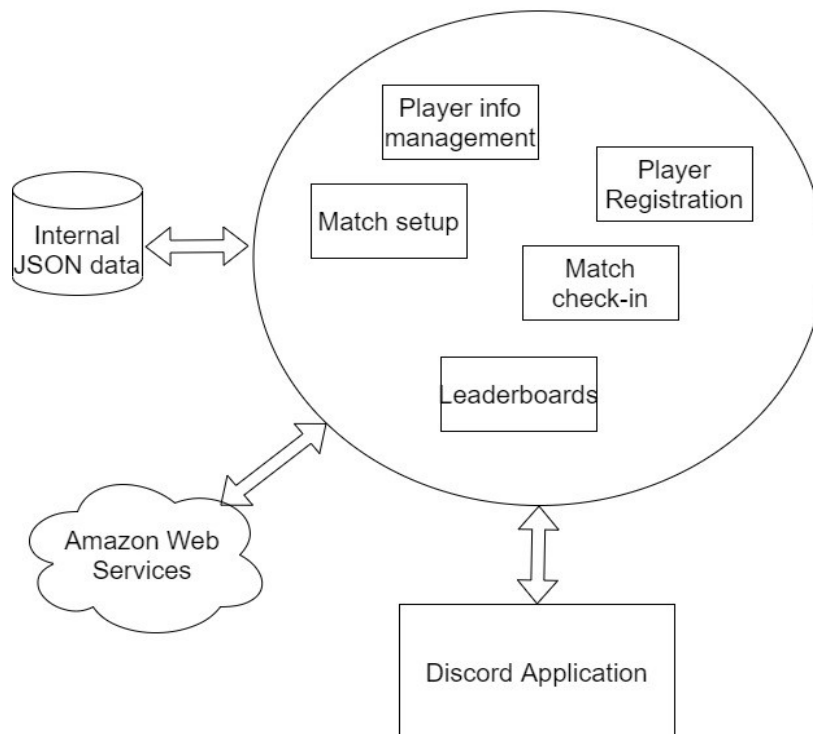 Player info
management
Player
Registration
Match setup
Internal
JSON data
Match
check-in
Leaderboards
Amazon Web
Services
Discord Application